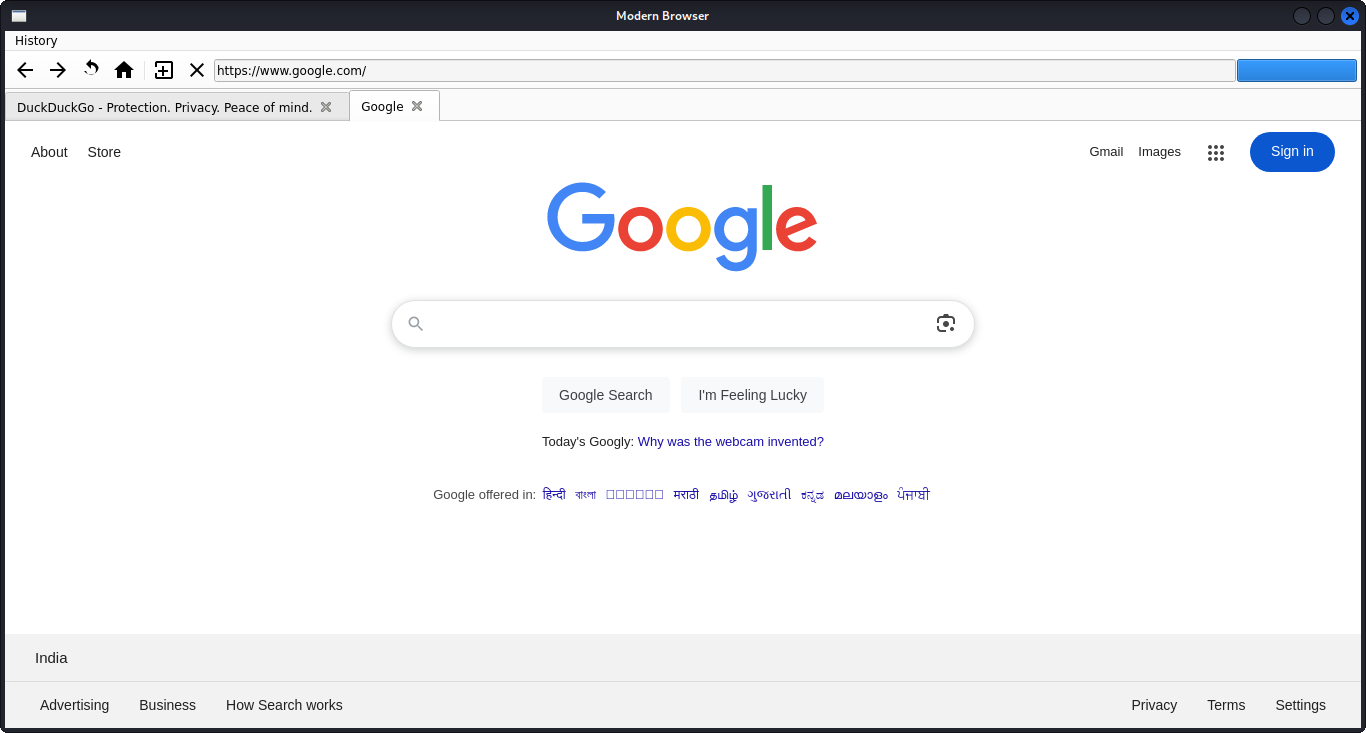 Modern Browser
History
https://www.google.com/
DuckDuckGo - Protection. Privacy. Peace of mind. Google
About Store Gmail Images Sign in
Google
Google Search I'm Feeling Lucky
Today's Googly: Why was the webcam invented?
Google offered in: हिन्दी বাংলা मराठी தமிழ் ગુજરાતી ಕನ್ನಡ മലയാളം ਪੰਜਾਬੀ
India
Advertising Business How Search works Privacy Terms Settings